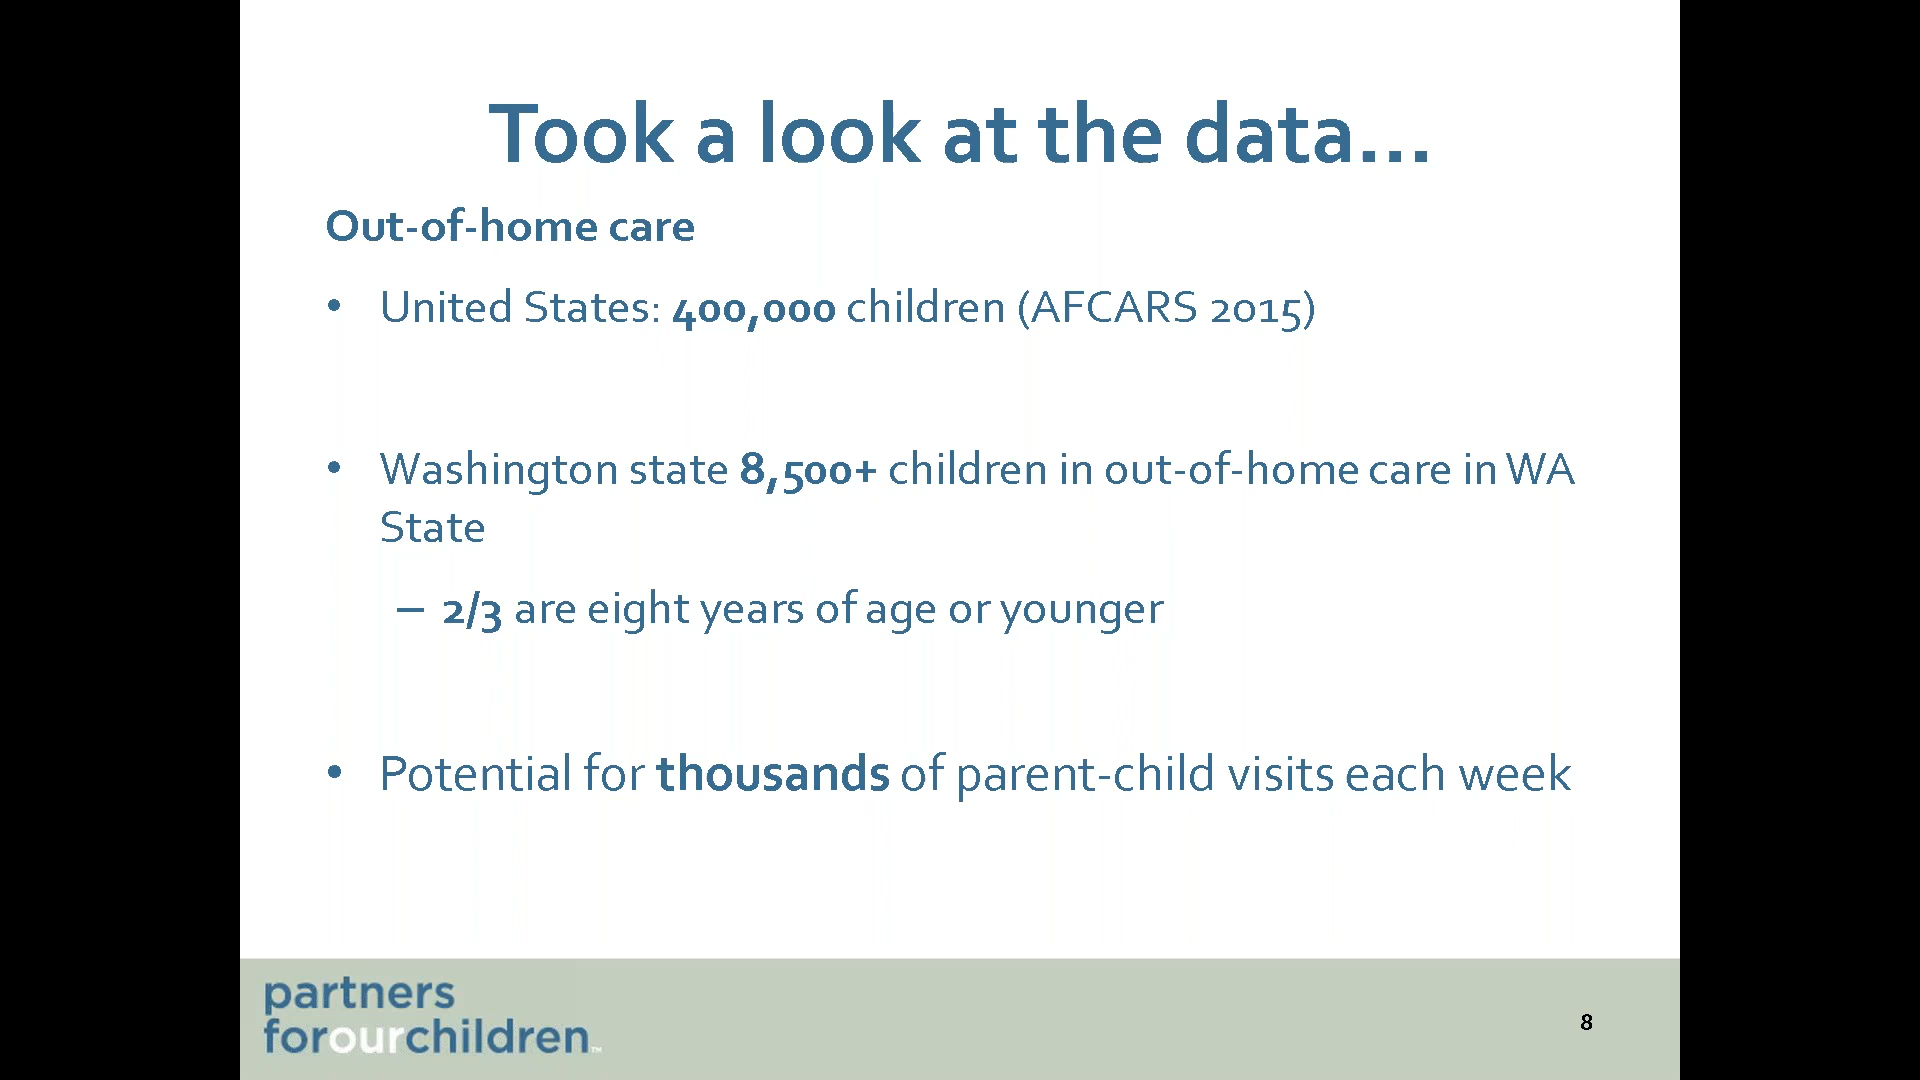 Took a look at the data...
Out-of-home care
• United States: 400,000 children (AFCARS 2015)
• Washington state 8,500+ children in out-of-home care in WA
State
– 2/3 are eight years of age or younger
• Potential for thousands of parent-child visits each week
partners
forourchildren™
8